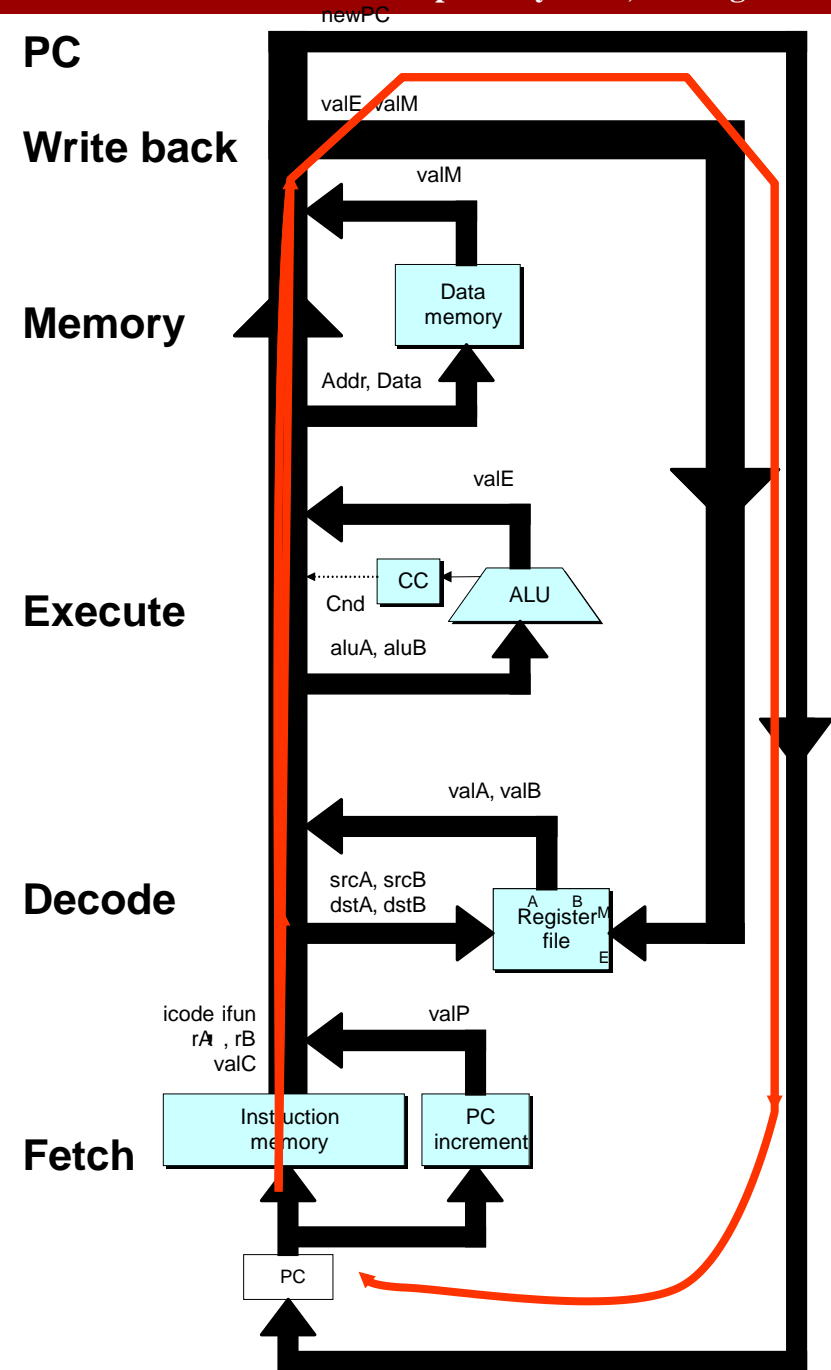 newPC
PC
valE, valM
Write back
valM
Data
memory
Memory
Addr, Data
valE
CC
ALU
Cnd
Execute
aluA, aluB
valA, valB
srcA, srcB
dstA, dstB
A B
Register M
file
E
Decode
icode ifun
rA , rB
valC
valP
Instruction
memory
PC
increment
Fetch
PC